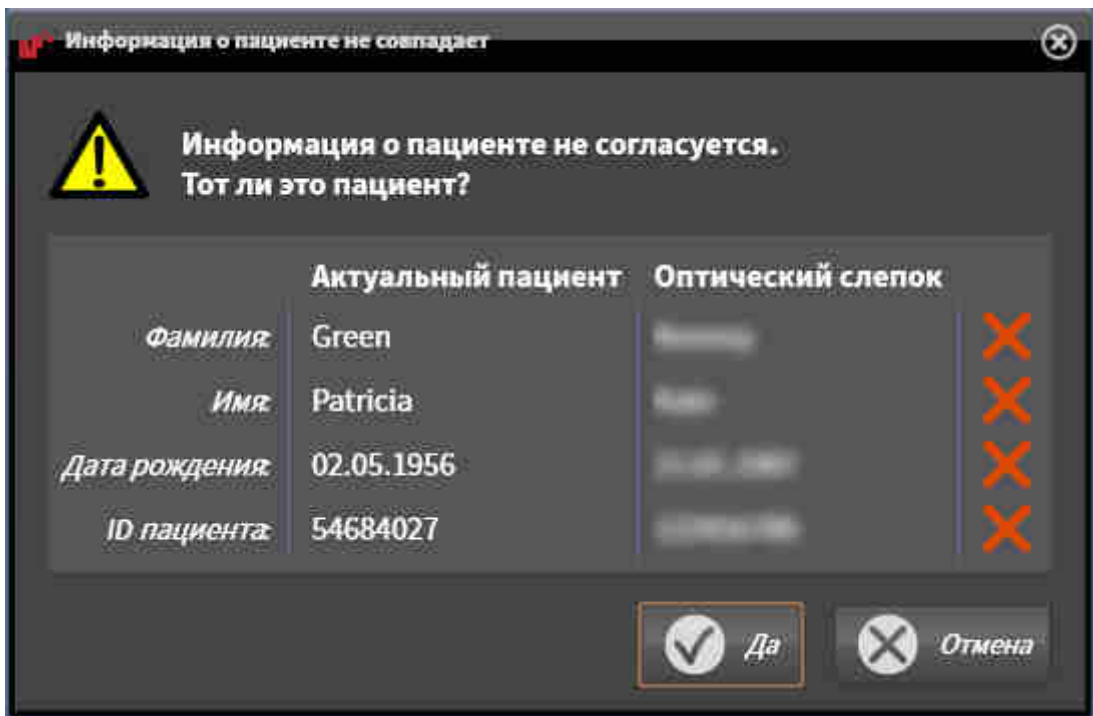 Информация о пациенте не совпадает
Информация о пациенте не согласуется.
Тот ли это пациент?
Актуальный пациент Оптический слепок
Фамилия: Green
Имя: Patricia
Дата рождения: 02.05.1956
ID пациента: 54684027
Да Отмена